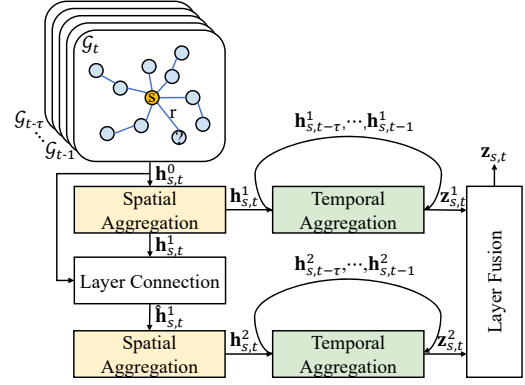 𝒢_t
s
r
?
𝒢_{t-τ}
⋯
𝒢_{t-1}
h^0_{s,t}
h^1_{s,t-τ},⋯,h^1_{s,t-1}
z_{s,t}
Spatial
Aggregation
h^1_{s,t}
Temporal
Aggregation
z^1_{s,t}
h^1_{s,t}
Layer Connection
h^2_{s,t-τ},⋯,h^2_{s,t-1}
Layer Fusion
ĥ^1_{s,t}
Spatial
Aggregation
h^2_{s,t}
Temporal
Aggregation
z^2_{s,t}